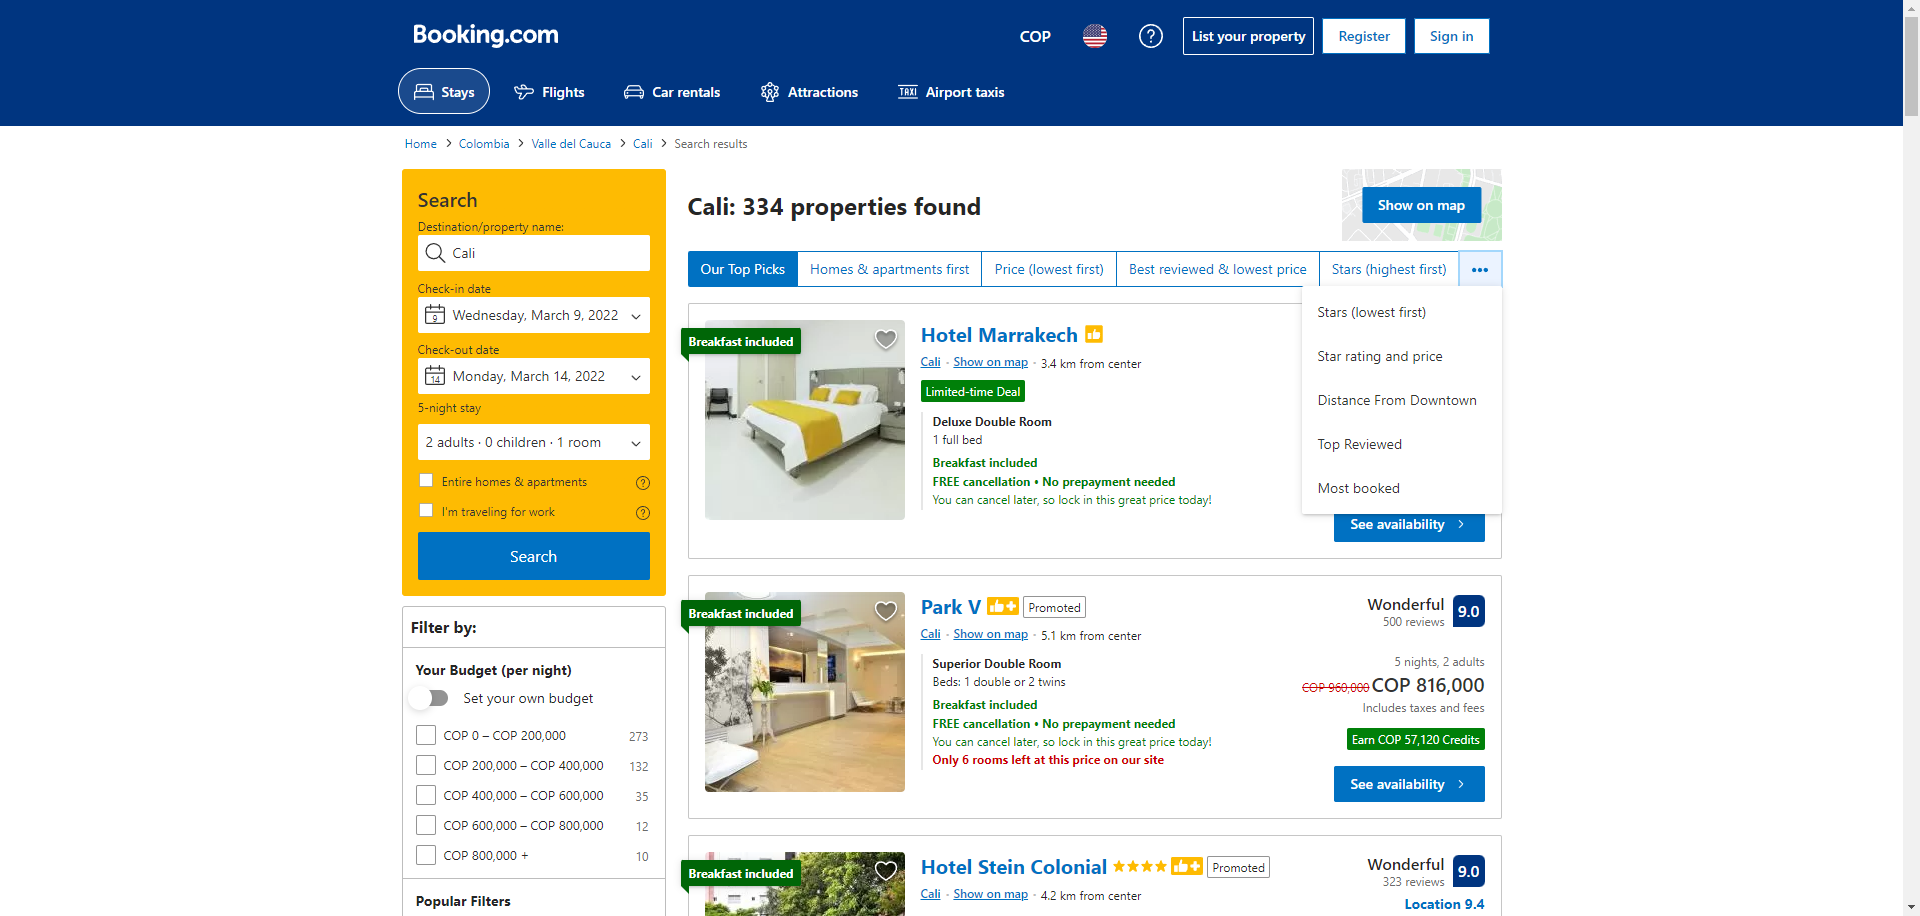 Booking.com
COP
List your property
Register
Sign in
Stays
Flights
Car rentals
TAXI
Attractions
Airport taxis
Home > Colombia > Valle del Cauca > Cali > Search results
Search
Destination/property name:
Cali
Check-in date
9
Wednesday, March 9, 2022
Check-out date
14
Monday, March 14, 2022
5-night stay
2 adults · 0 children · 1 room
Entire homes & apartments
I'm traveling for work
Search
Filter by:
Your Budget (per night)
Set your own budget
COP 0 – COP 200,000 273
COP 200,000 – COP 400,000 132
COP 400,000 – COP 600,000 35
COP 600,000 – COP 800,000 12
COP 800,000 + 10
Popular Filters
Cali: 334 properties found
Show on map
Our Top Picks
Homes & apartments first
Price (lowest first)
Best reviewed & lowest price
Stars (highest first)
•••
Stars (lowest first)
Star rating and price
Distance From Downtown
Top Reviewed
Most booked
Breakfast included
Hotel Marrakech
Cali · Show on map · 3.4 km from center
Limited-time Deal
Deluxe Double Room
1 full bed
Breakfast included
FREE cancellation • No prepayment needed
You can cancel later, so lock in this great price today!
See availability
Breakfast included
Park V
Promoted
Cali · Show on map · 5.1 km from center
Superior Double Room
Beds: 1 double or 2 twins
Breakfast included
FREE cancellation • No prepayment needed
You can cancel later, so lock in this great price today!
Only 6 rooms left at this price on our site
Wonderful
500 reviews
9.0
5 nights, 2 adults
COP 960,000 COP 816,000
Includes taxes and fees
Earn COP 57,120 Credits
See availability
Breakfast included
Hotel Stein Colonial
Promoted
Cali · Show on map · 4.2 km from center
Wonderful
323 reviews
9.0
Location 9.4